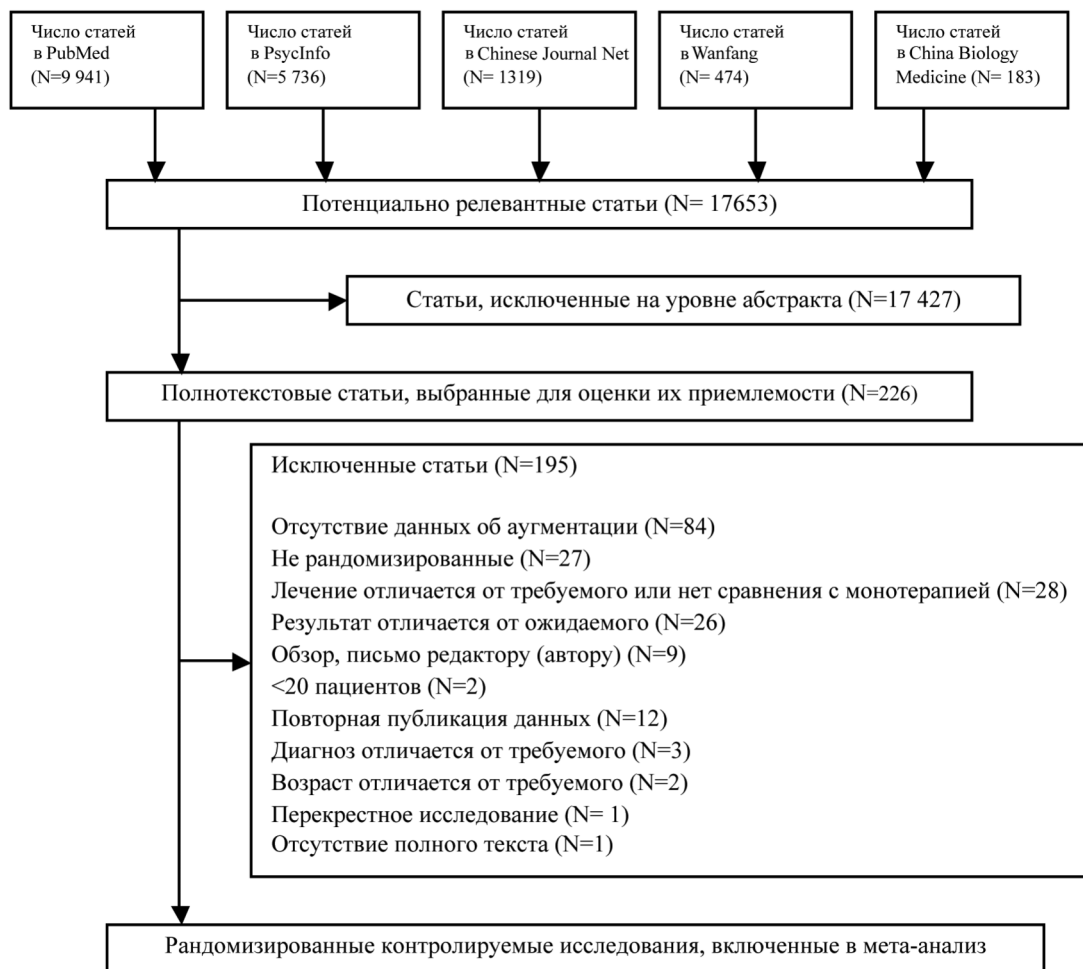 Число статей
в PubMed
(N=9 941)
Число статей
в PsycInfo
(N=5 736)
Число статей
в Chinese Journal Net
(N= 1319)
Число статей
в Wanfang
(N= 474)
Число статей
в China Biology
Medicine (N= 183)
Потенциально релевантные статьи (N= 17653)
Статьи, исключенные на уровне абстракта (N=17 427)
Полнотекстовые статьи, выбранные для оценки их приемлемости (N=226)
Исключенные статьи (N=195)
Отсутствие данных об аугментации (N=84)
Не рандомизированные (N=27)
Лечение отличается от требуемого или нет сравнения с монотерапией (N=28)
Результат отличается от ожидаемого (N=26)
Обзор, письмо редактору (автору) (N=9)
<20 пациентов (N=2)
Повторная публикация данных (N=12)
Диагноз отличается от требуемого (N=3)
Возраст отличается от требуемого (N=2)
Перекрестное исследование (N= 1)
Отсутствие полного текста (N=1)
Рандомизированные контролируемые исследования, включенные в мета-анализ